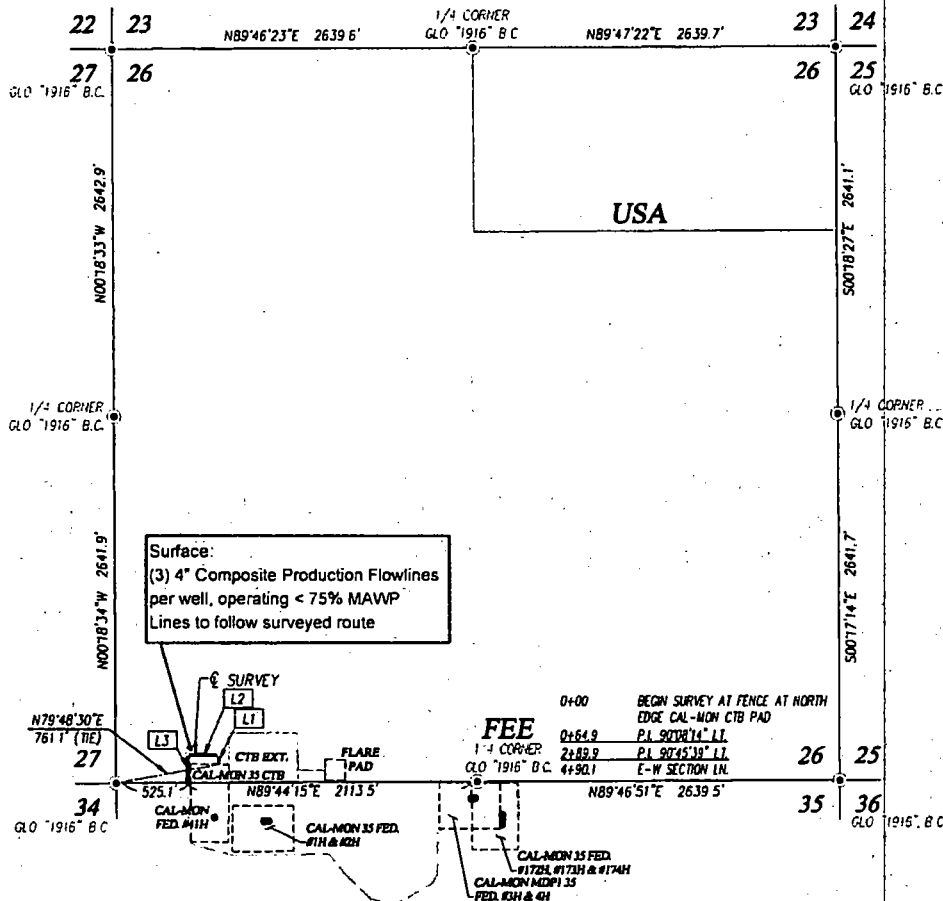 1/4 CORNER
22 23
N89°46'23"E 2639.6'
GLO "1916" B.C
N89°47'22"E 2639.7'
23 24
27 26
26 25
GLO "1916" B.C.
GLO "1916" B.C
N00°18'33"W 2642.9'
S00°18'27"E 2641.1'
USA
1/4 CORNER
GLO "1916" B.C.
1/4 CORNER
GLO "1916" B.C
N00°18'34"W 2641.9'
S00°17'14"E 2641.7'
Surface:
(3) 4" Composite Production Flowlines
per well, operating < 75% MAWP
Lines to follow surveyed route
℄ SURVEY
L2
L1
L3
N79°48'30"E
761.1' (TIE)
0+00 BEGIN SURVEY AT FENCE AT NORTH
EDGE CAL-MON CTB PAD
0+64.9 P.I. 90°08'14" LT.
2+89.9 P.I. 90°45'39" LT.
4+90.1 E-W SECTION LN.
FEE
1/4 CORNER
GLO "1916" B.C.
CTB EXT.
FLARE
PAD
CAL-MON 35 CTB
27
26 25
525.1'
N89°44'15"E 2113.5'
N89°46'51"E 2639.5'
34
35 36
GLO "1916" B.C
GLO "1916" B.C
CAL-MON
FED. #41H
CAL-MON 35 FED.
#1H & #2H
CAL-MON 35 FED.
#172H, #173H & #174H
CAL-MON MDP1 35
FED. #3H & 4H